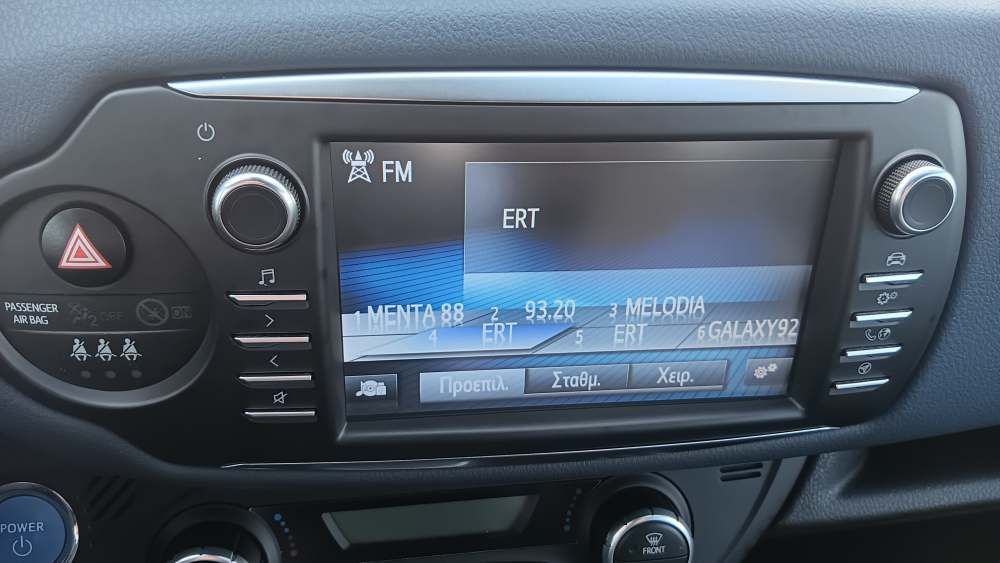 FM
ERT
1 MENTA 88 2 93.20 3 MELODIA
4 ERT 5 ERT 6 GALAXY92
Προεπιλ. Σταθμ. Χειρ.
PASSENGER
AIR BAG
2 OFF ON
POWER
FRONT